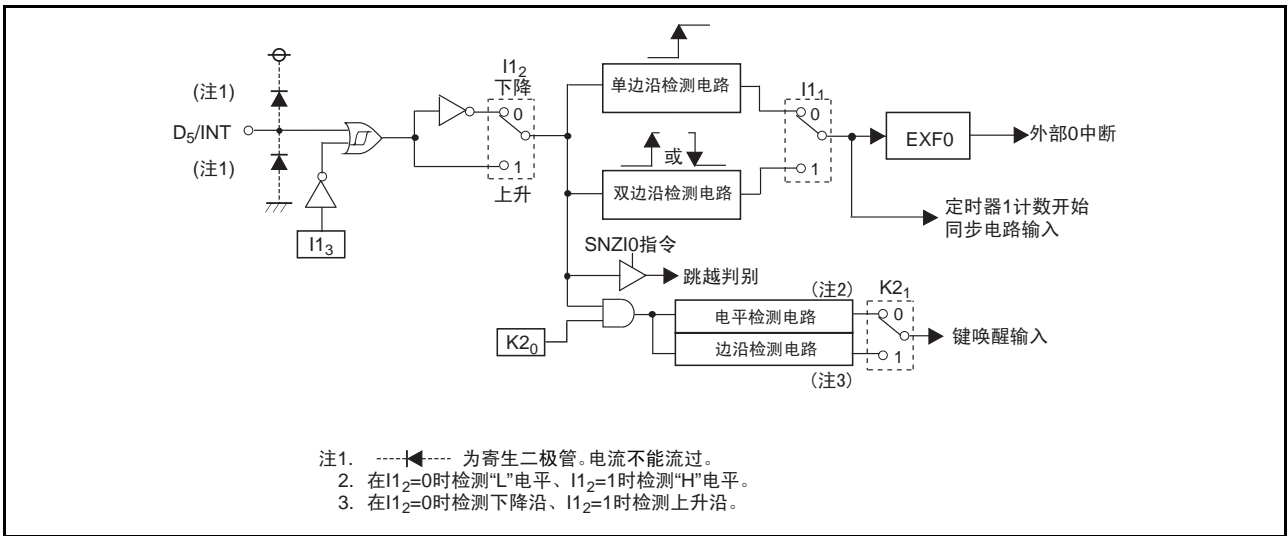 (注1)
D5/INT
(注1)
I13
I12
下降
0
1
上升
单边沿检测电路
或
双边沿检测电路
I11
0
1
EXF0
外部0中断
定时器1计数开始
同步电路输入
SNZI0指令
跳越判别
K20
(注2)
电平检测电路
边沿检测电路
(注3)
K21
0
1
键唤醒输入
注1. 为寄生二极管。电流不能流过。
2. 在I12=0时检测“L”电平、I12=1时检测“H”电平。
3. 在I12=0时检测下降沿、I12=1时检测上升沿。